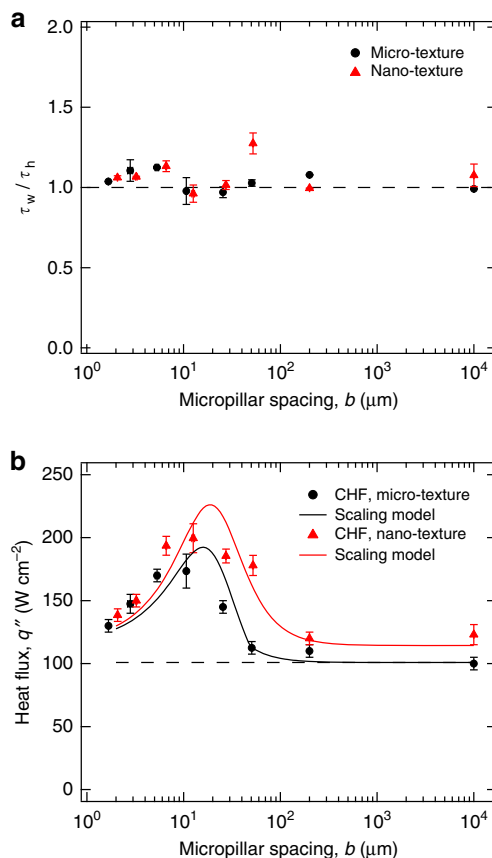 a
2.0
1.5
1.0
0.5
0.0
τw / τh
Micro-texture
Nano-texture
10⁰ 10¹ 10² 10³ 10⁴
Micropillar spacing, b (μm)
b
250
200
150
100
50
0
Heat flux, q″ (W cm⁻²)
CHF, micro-texture
Scaling model
CHF, nano-texture
Scaling model
10⁰ 10¹ 10² 10³ 10⁴
Micropillar spacing, b (μm)